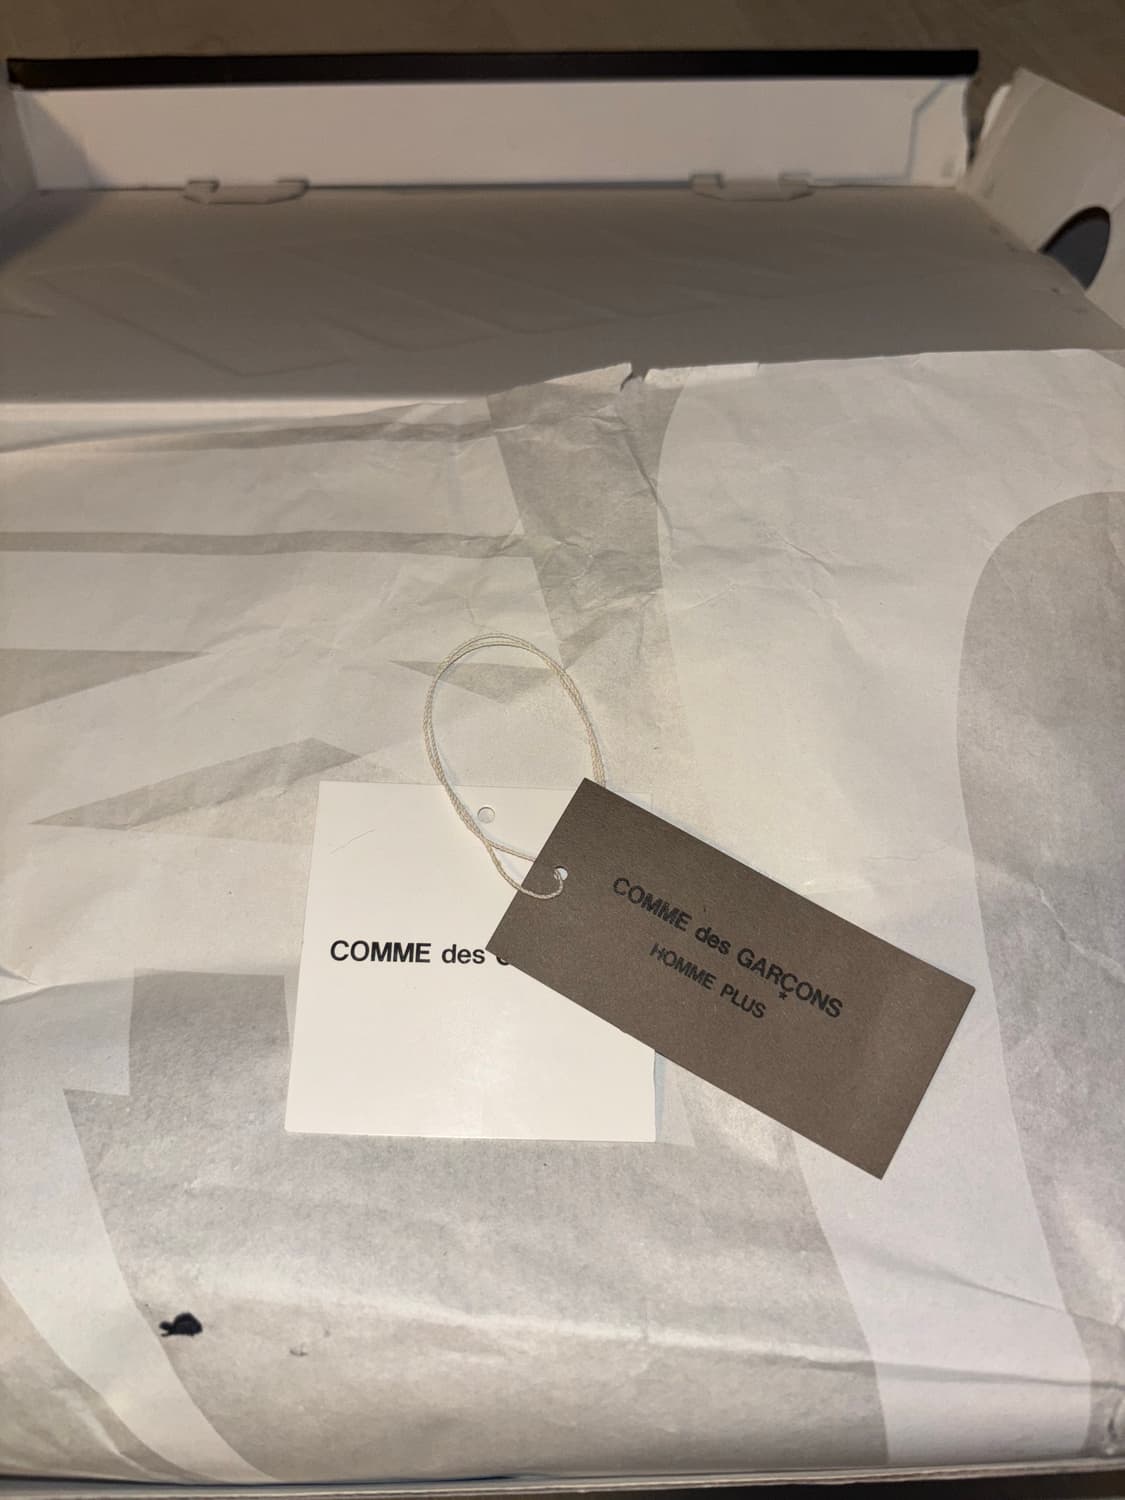 COMME des
COMME des GARÇONS
HOMME PLUS
*